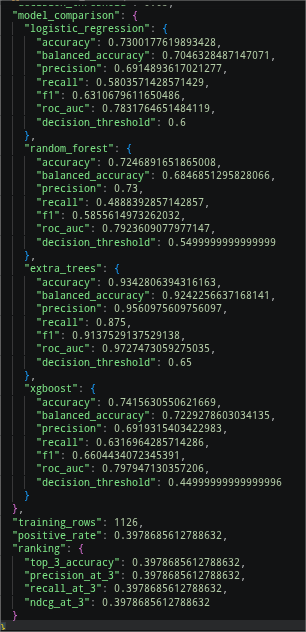 "model_comparison": {
"logistic_regression": {
"accuracy": 0.7300177619893428,
"balanced_accuracy": 0.7046328487147071,
"precision": 0.6914893617021277,
"recall": 0.5803571428571429,
"f1": 0.6310679611650486,
"roc_auc": 0.7831764651484119,
"decision_threshold": 0.6
},
"random_forest": {
"accuracy": 0.7246891651865008,
"balanced_accuracy": 0.6846851295828066,
"precision": 0.73,
"recall": 0.4888392857142857,
"f1": 0.5855614973262032,
"roc_auc": 0.7923609077977147,
"decision_threshold": 0.5499999999999999
},
"extra_trees": {
"accuracy": 0.9342806394316163,
"balanced_accuracy": 0.9242256637168141,
"precision": 0.9560975609756097,
"recall": 0.875,
"f1": 0.9137529137529138,
"roc_auc": 0.9727473059275035,
"decision_threshold": 0.65
},
"xgboost": {
"accuracy": 0.7415630550621669,
"balanced_accuracy": 0.7229278603034135,
"precision": 0.6919315403422983,
"recall": 0.6316964285714286,
"f1": 0.6604434072345391,
"roc_auc": 0.797947130357206,
"decision_threshold": 0.44999999999999996
}
},
"training_rows": 1126,
"positive_rate": 0.3978685612788632,
"ranking": {
"top_3_accuracy": 0.3978685612788632,
"precision_at_3": 0.3978685612788632,
"recall_at_3": 0.3978685612788632,
"ndcg_at_3": 0.3978685612788632
}
%